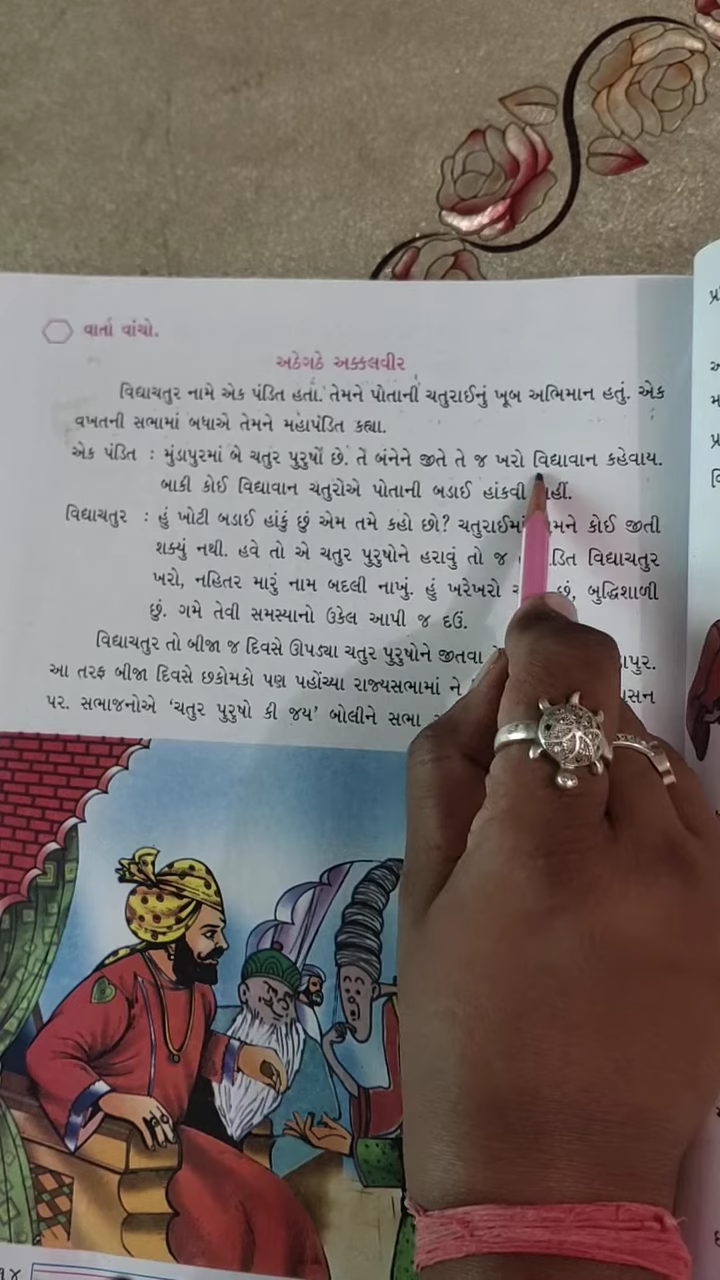 વાર્તા વાંચો.
અઠેગઠે અક્કલવીર
વિદ્યાચતુર નામે એક પંડિત હતા. તેમને પોતાની ચતુરાઈનું ખૂબ અભિમાન હતું. એક
વખતની સભામાં બધાએ તેમને મહાપંડિત કહ્યા.
એક પંડિત : મુંડાપુરમાં બે ચતુર પુરુષો છે. તે બંનેને જીતે તે જ ખરો વિદ્યાવાન કહેવાય.
બાકી કોઈ વિદ્યાવાન ચતુરોએ પોતાની બડાઈ હાંકવી
વિદ્યાચતુર : હું ખોટી બડાઈ હાંકું છું એમ તમે કહો છો? ચતુરાઈમાં કોઈ જીતી
શક્યું નથી. હવે તો એ ચતુર પુરુષોને હરાવું તો જ વિદ્યાચતુર
ખરો, નહિતર મારું નામ બદલી નાખું. હું ખરેખરો છું, બુદ્ધિશાળી
છું. ગમે તેવી સમસ્યાનો ઉકેલ આપી જ દઉં.
વિદ્યાચતુર તો બીજા જ દિવસે ઊપડ્યા ચતુર પુરુષોને જીતવા
આ તરફ બીજા દિવસે છકોમકો પણ પહોંચ્યા રાજ્યસભામાં ને
પર. સભાજનોએ ‘ચતુર પુરુષો કી જય’ બોલીને સભા